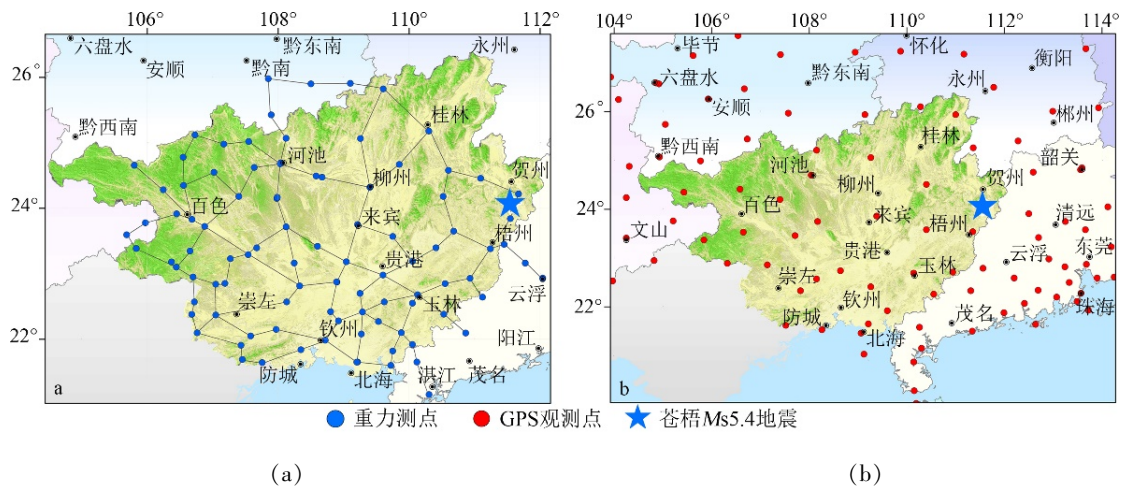 106° 108° 110° 112°
104° 106° 108° 110° 112° 114°
六盘水
黔东南
永州
安顺
黔南
26°
桂林
黔西南
河池
贺州
柳州
24°
百色
来宾
梧州
贵港
云浮
崇左
玉林
22°
钦州
阳江
防城
北海
湛江
茂名
a
毕节
怀化
衡阳
六盘水
黔东南
永州
安顺
26°
郴州
桂林
黔西南
韶关
河池
贺州
柳州
24°
百色
来宾
清远
梧州
文山
东莞
贵港
云浮
玉林
崇左
钦州
珠海
22°
防城
茂名
北海
b
重力测点 GPS观测点 苍梧Ms5.4地震
(a) (b)